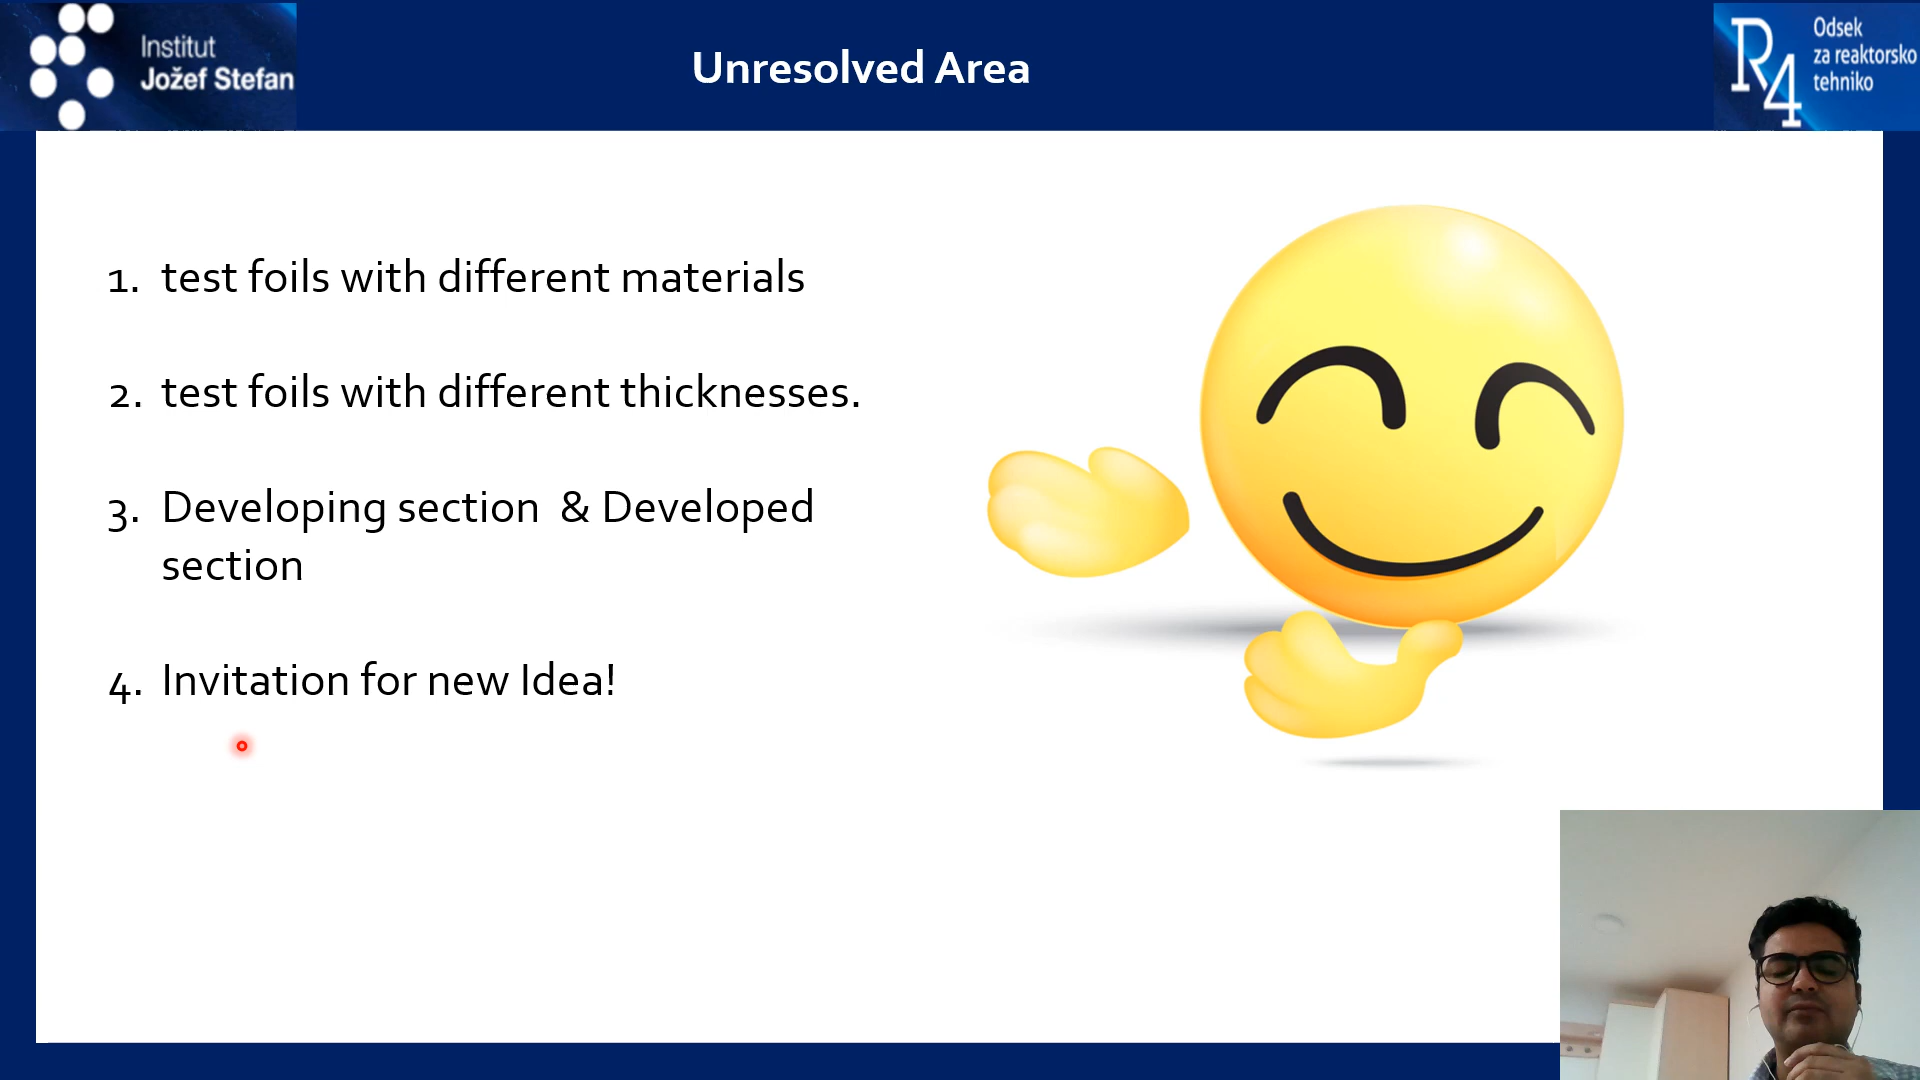 Institut
Jožef Stefan
Unresolved Area
R4
Odsek
za reaktorsko
tehniko
1. test foils with different materials
2. test foils with different thicknesses.
3. Developing section & Developed
section
4. Invitation for new Idea!